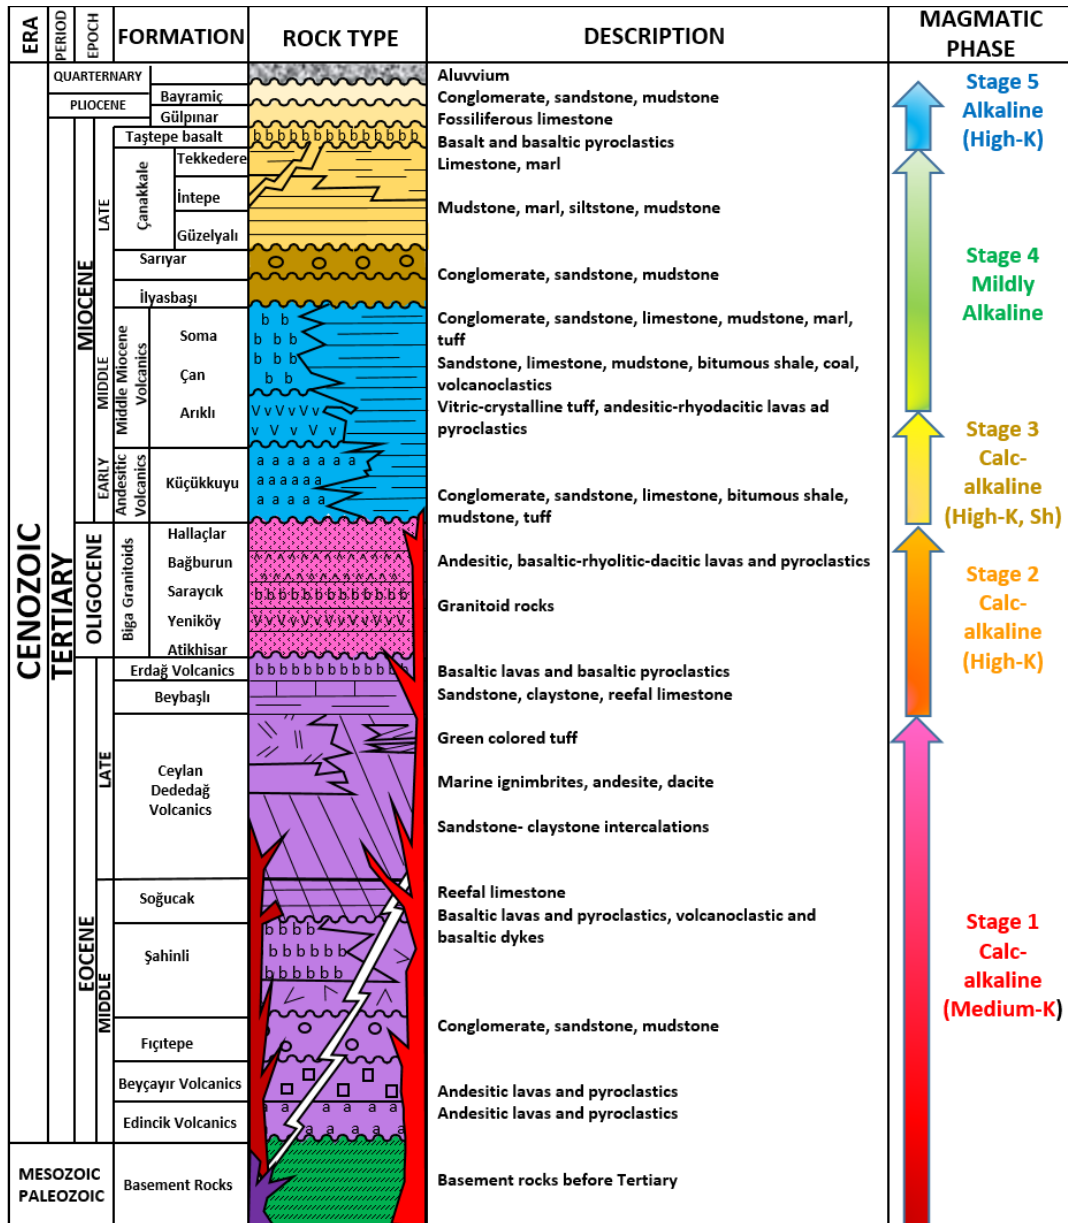 ERA
PERIOD
EPOCH
FORMATION
ROCK TYPE
DESCRIPTION
MAGMATIC
PHASE
CENOZOIC
TERTIARY
QUARTERNARY
PLIOCENE
MIOCENE
LATE
MIDDLE
EARLY
OLIGOCENE
EOCENE
LATE
MIDDLE
MESOZOIC
PALEOZOIC
Bayramiç
Gülpınar
Taştepe basalt
Çanakkale
Tekkedere
İntepe
Güzelyalı
Sarıyar
İlyasbaşı
Middle Miocene
Volcanics
Soma
Çan
Arıklı
Andesitic
Volcanics
Küçükkuyu
Biga Granitoids
Hallaçlar
Bağburun
Saraycık
Yeniköy
Atikhisar
Erdağ Volcanics
Beybaşlı
Ceylan
Dededağ
Volcanics
Soğucak
Şahinli
Fıçıtepe
Beyçayır Volcanics
Edincik Volcanics
Basement Rocks
b b b b b b b b b b b b b b
b b
b b b
b b b
b b
V V V V V V
V V V V
a a a a a a a
a a a a a a
a a a a a
b b b b b b b b b b b b b
V V V V V V V V V V V V V
b b b b b b b b b b b b
b b b b
b b b b b
b b b b b b
b b b b b b
a a a a a
a a a a
Aluvvium
Conglomerate, sandstone, mudstone
Fossiliferous limestone
Basalt and basaltic pyroclastics
Limestone, marl
Mudstone, marl, siltstone, mudstone
Conglomerate, sandstone, mudstone
Conglomerate, sandstone, limestone, mudstone, marl,
tuff
Sandstone, limestone, mudstone, bitumous shale, coal,
volcanoclastics
Vitric-crystalline tuff, andesitic-rhyodacitic lavas ad
pyroclastics
Conglomerate, sandstone, limestone, bitumous shale,
mudstone, tuff
Andesitic, basaltic-rhyolitic-dacitic lavas and pyroclastics
Granitoid rocks
Basaltic lavas and basaltic pyroclastics
Sandstone, claystone, reefal limestone
Green colored tuff
Marine ignimbrites, andesite, dacite
Sandstone- claystone intercalations
Reefal limestone
Basaltic lavas and pyroclastics, volcanoclastic and
basaltic dykes
Conglomerate, sandstone, mudstone
Andesitic lavas and pyroclastics
Andesitic lavas and pyroclastics
Basement rocks before Tertiary
Stage 5
Alkaline
(High-K)
Stage 4
Mildly
Alkaline
Stage 3
Calc-
alkaline
(High-K, Sh)
Stage 2
Calc-
alkaline
(High-K)
Stage 1
Calc-
alkaline
(Medium-K)